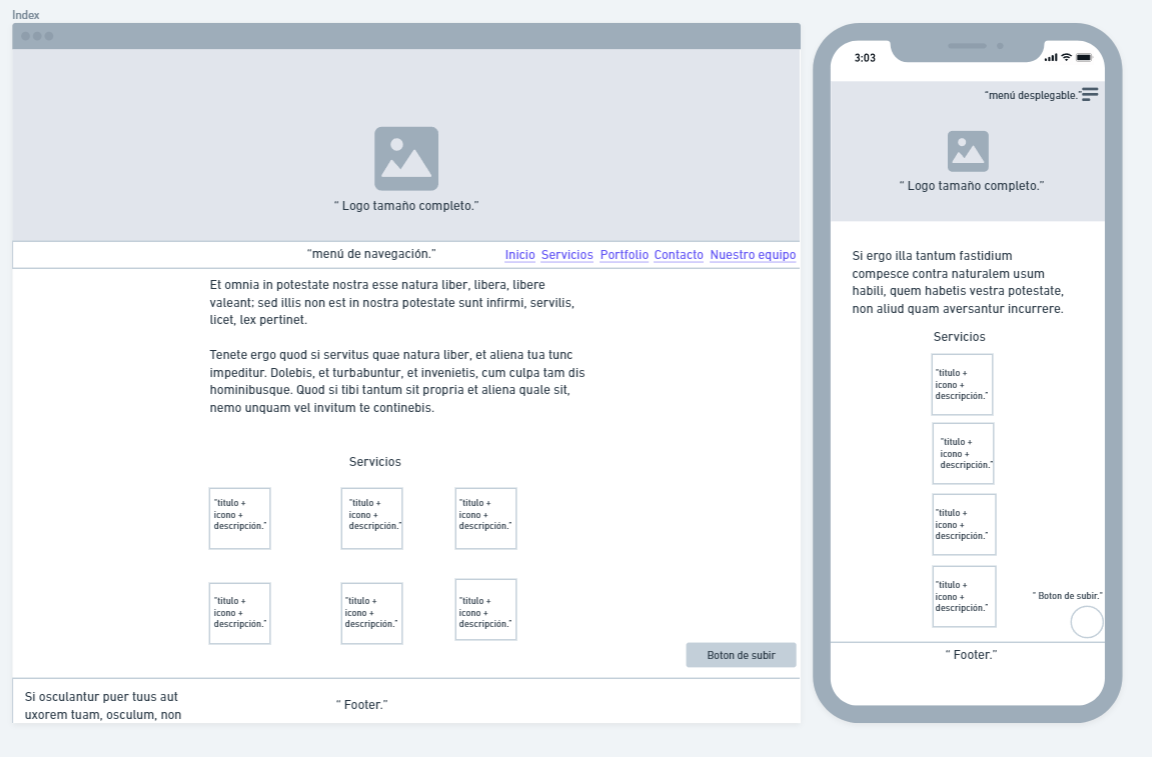 Index
“ Logo tamaño completo.”
“menú de navegación.”
Inicio Servicios Portfolio Contacto Nuestro equipo
Et omnia in potestate nostra esse natura liber, libera, libere
valeant; sed illis non est in nostra potestate sunt infirmi, servilis,
licet, lex pertinet.
Tenete ergo quod si servitus quae natura liber, et aliena tua tunc
impeditur. Dolebis, et turbabuntur, et invenietis, cum culpa tam dis
hominibusque. Quod si tibi tantum sit propria et aliena quale sit,
nemo unquam vel invitum te continebis.
Servicios
“titulo +
icono +
descripción.”
“titulo +
icono +
descripción.”
“titulo +
icono +
descripción.”
“titulo +
icono +
descripción.”
“titulo +
icono +
descripción.”
“titulo +
icono +
descripción.”
Boton de subir
Si osculantur puer tuus aut
uxorem tuam, osculum, non
“ Footer.”
3:03
“menú desplegable.”
“ Logo tamaño completo.”
Si ergo illa tantum fastidium
compesce contra naturalem usum
habili, quem habetis vestra potestate,
non aliud quam aversantur incurrere.
Servicios
“titulo +
icono +
descripción.”
“titulo +
icono +
descripción.”
“titulo +
icono +
descripción.”
“titulo +
icono +
descripción.”
“ Boton de subir.”
“ Footer.”